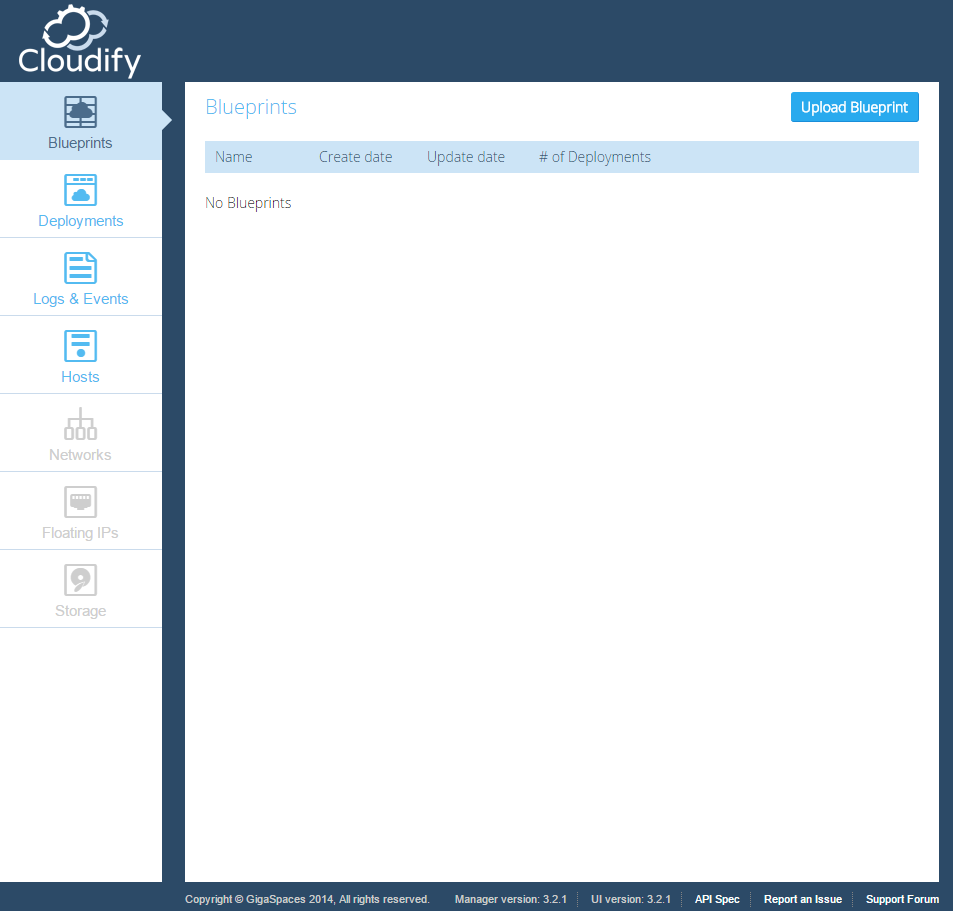 Cloudify
Blueprints
Deployments
Logs & Events
Hosts
Networks
Floating IPs
Storage
Blueprints
Upload Blueprint
Name Create date Update date # of Deployments
No Blueprints
Copyright © GigaSpaces 2014, All rights reserved. Manager version: 3.2.1 UI version: 3.2.1 API Spec Report an Issue Support Forum